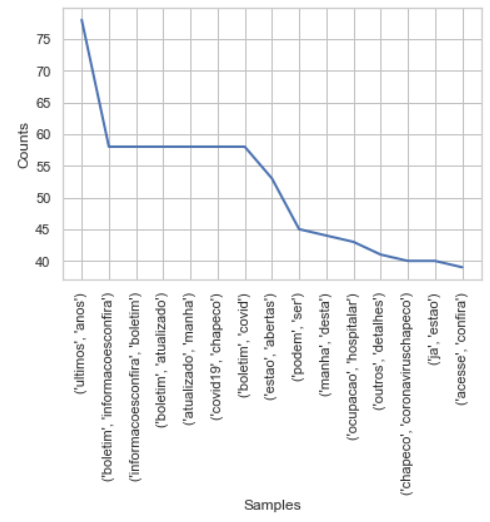 75
70
65
60
55
50
45
40
Counts
('ultimos', 'anos')
('boletim', 'informacoesconfira')
('informacoesconfira', 'boletim')
('boletim', 'atualizado')
('atualizado', 'manha')
('covid19', 'chapeco')
('boletim', 'covid')
('estao', 'abertas')
('podem', 'ser')
('manha', 'desta')
('ocupacao', 'hospitalar')
('outros', 'detalhes')
('chapeco', 'coronaviruschapeco')
('ja', 'estao')
('acesse', 'confira')
Samples